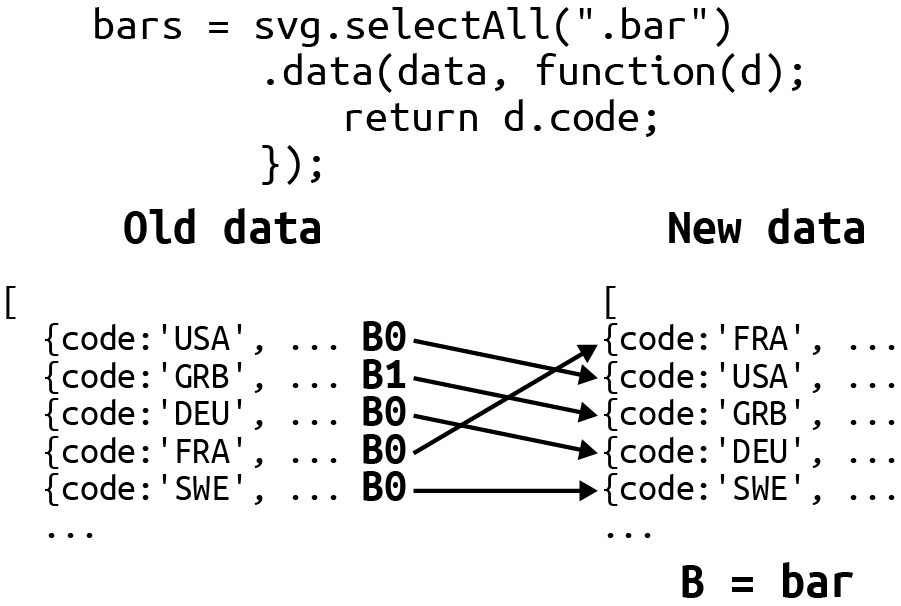 bars = svg.selectAll(".bar")
.data(data, function(d);
return d.code;
});
Old data New data
[ [
{code:'USA', ... B0 {code:'FRA', ...
{code:'GRB', ... B1 {code:'USA', ...
{code:'DEU', ... B0 {code:'GRB', ...
{code:'FRA', ... B0 {code:'DEU', ...
{code:'SWE', ... B0 {code:'SWE', ...
... ...
B = bar